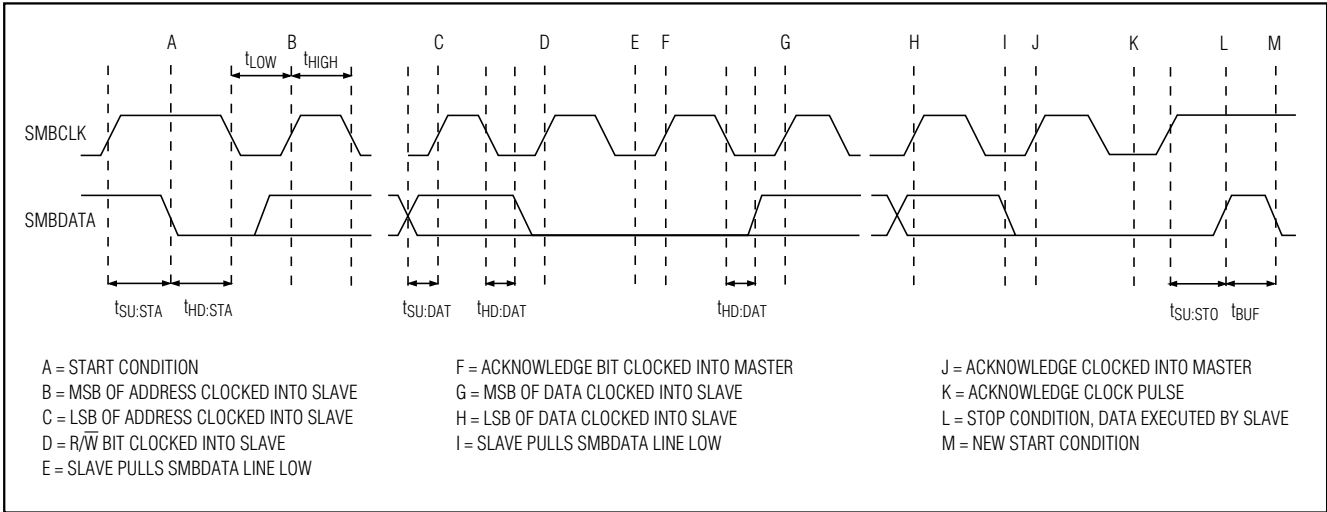 A B C D E F G H I J K L M
tLOW tHIGH
SMBCLK
SMBDATA
tSU:STA tHD:STA tSU:DAT tHD:DAT tHD:DAT tSU:STO tBUF
A = START CONDITION
B = MSB OF ADDRESS CLOCKED INTO SLAVE
C = LSB OF ADDRESS CLOCKED INTO SLAVE
D = R/W̅ BIT CLOCKED INTO SLAVE
E = SLAVE PULLS SMBDATA LINE LOW
F = ACKNOWLEDGE BIT CLOCKED INTO MASTER
G = MSB OF DATA CLOCKED INTO SLAVE
H = LSB OF DATA CLOCKED INTO SLAVE
I = SLAVE PULLS SMBDATA LINE LOW
J = ACKNOWLEDGE CLOCKED INTO MASTER
K = ACKNOWLEDGE CLOCK PULSE
L = STOP CONDITION, DATA EXECUTED BY SLAVE
M = NEW START CONDITION